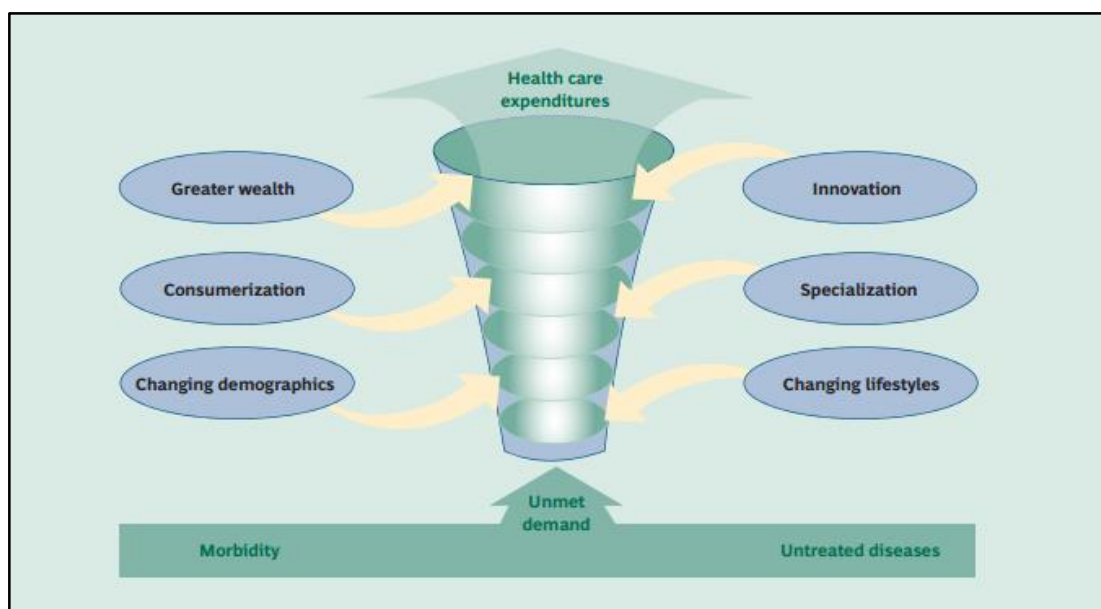 Health care
expenditures
Greater wealth
Innovation
Consumerization
Specialization
Changing demographics
Changing lifestyles
Unmet
demand
Morbidity
Untreated diseases